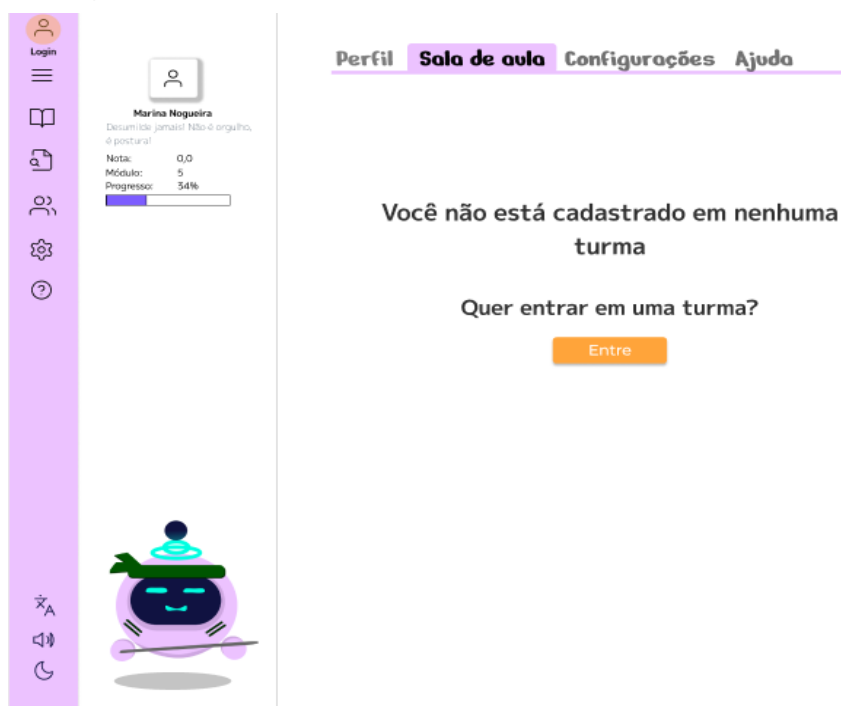 Login
Marina Nogueira
Desumilde jamais! Não é orgulho,
é postura!
Nota: 0,0
Módulo: 5
Progresso: 34%
Perfil Sala de aula Configurações Ajuda
Você não está cadastrado em nenhuma
turma
Quer entrar em uma turma?
Entre